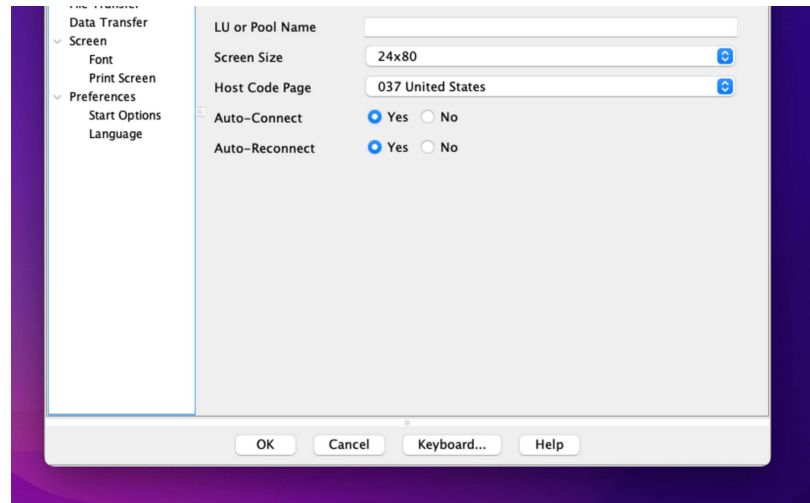 Data Transfer
Screen
Font
Print Screen
Preferences
Start Options
Language
LU or Pool Name
Screen Size 24x80
Host Code Page 037 United States
Auto-Connect Yes No
Auto-Reconnect Yes No
OK Cancel Keyboard... Help